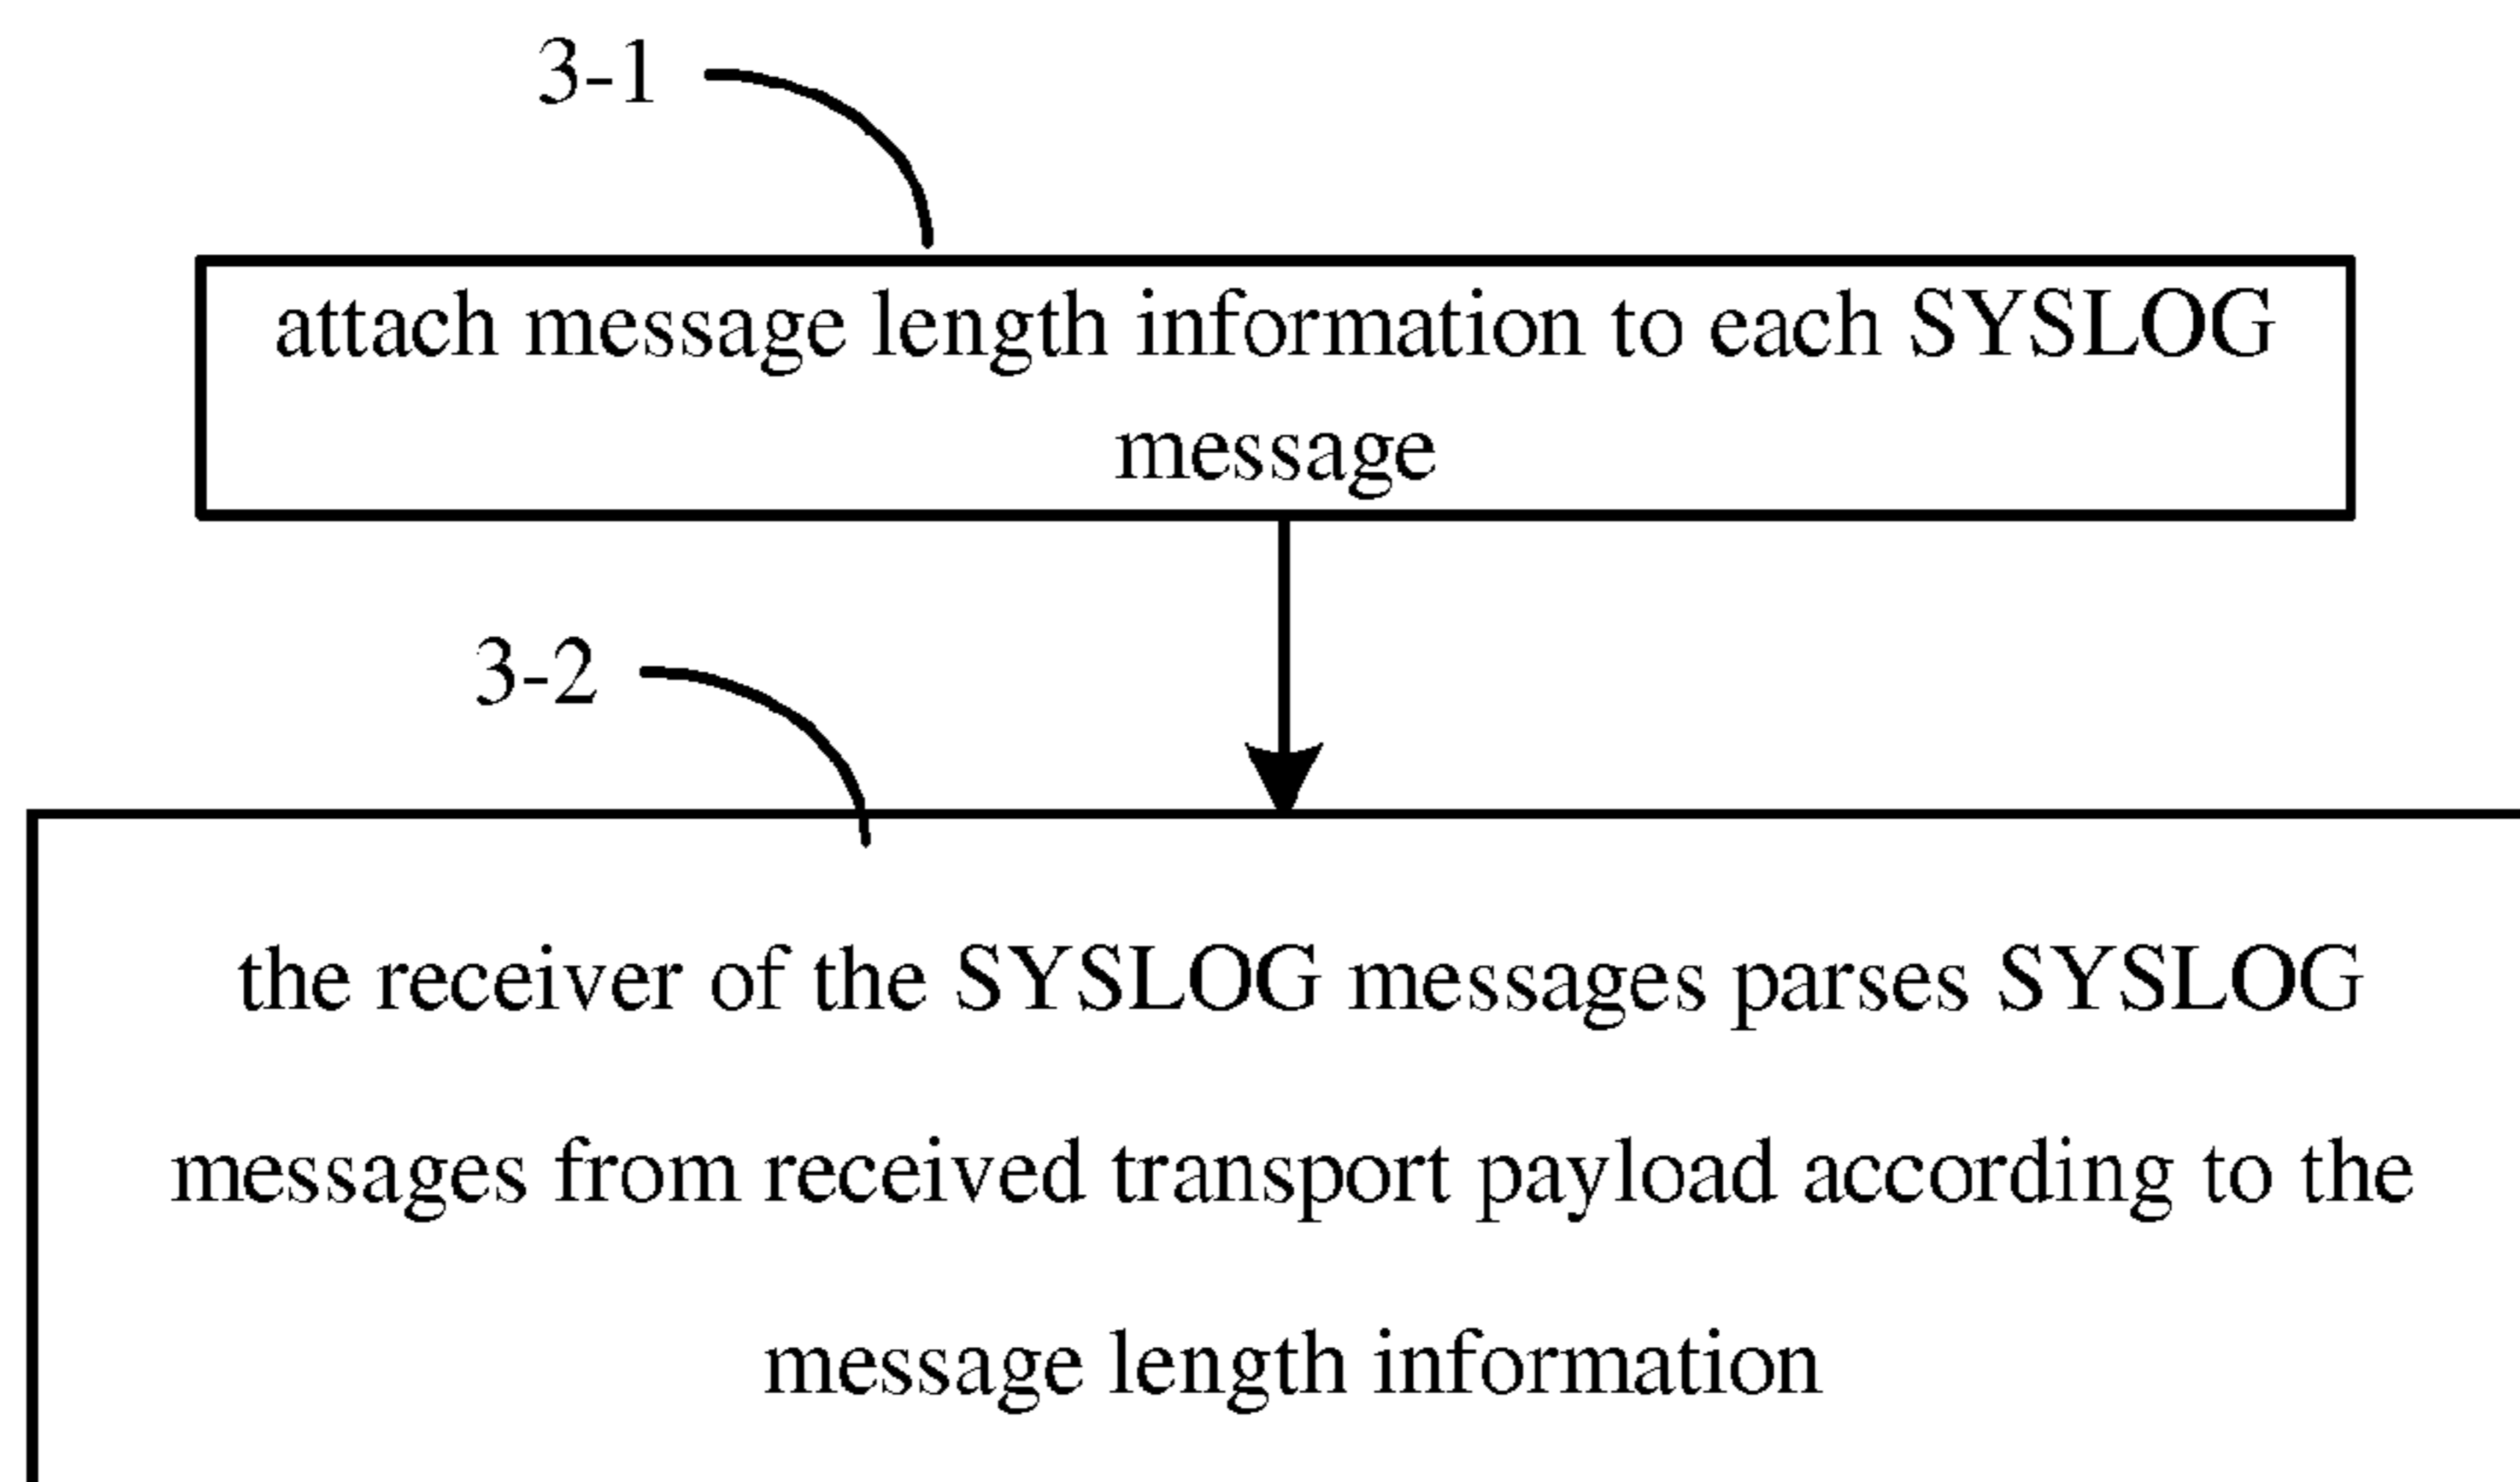 3-1
attach message length information to each SYSLOG
message
3-2
the receiver of the SYSLOG messages parses SYSLOG
messages from received transport payload according to the
message length information